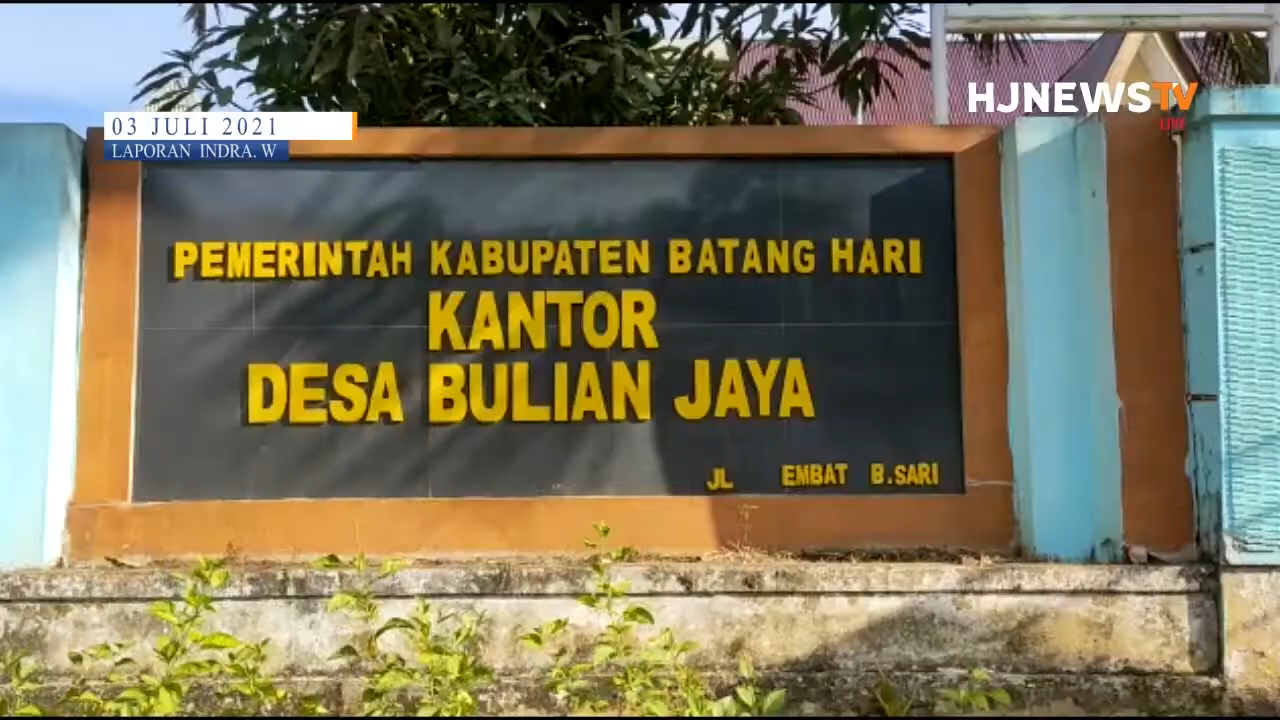 HJNEWSTV
03 JULI 2021
LAPORAN INDRA. W
PEMERINTAH KABUPATEN BATANG HARI
KANTOR
DESA BULIAN JAYA
JL EMBAT B.SARI